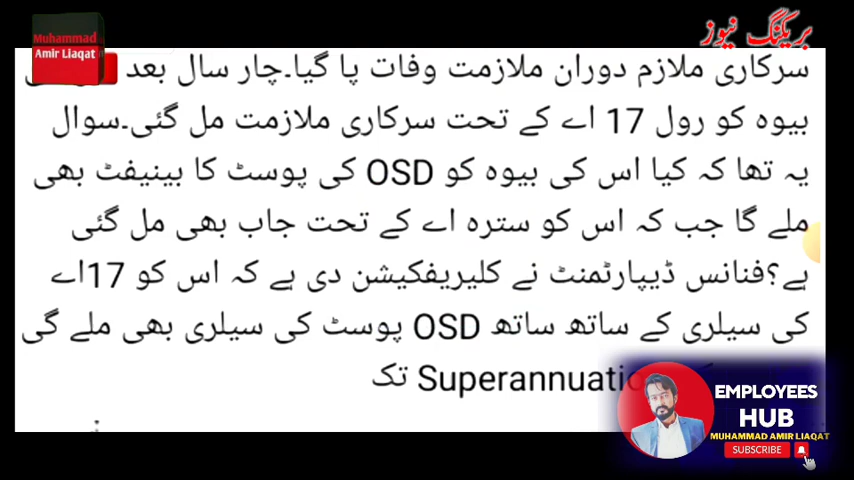 Muhammad
Amir Liaqat
بریکنگ نیوز
سرکاری ملازم دوران ملازمت وفات پا گیا۔چار سال بعد
بیوہ کو رول 17 اے کے تحت سرکاری ملازمت مل گئی۔سوال
یہ تھا کہ کیا اس کی بیوہ کو OSD کی پوسٹ کا بینیفٹ بھی
ملے گا جب کہ اس کو سترہ اے کے تحت جاب بھی مل گئی
ہے؟فنانس ڈیپارٹمنٹ نے کلیریفکیشن دی ہے کہ اس کو 17اے
کی سیلری کے ساتھ ساتھ OSD پوسٹ کی سیلری بھی ملے گی
Superannuatio تک
EMPLOYEES
HUB
MUHAMMAD AMIR LIAQAT
SUBSCRIBE